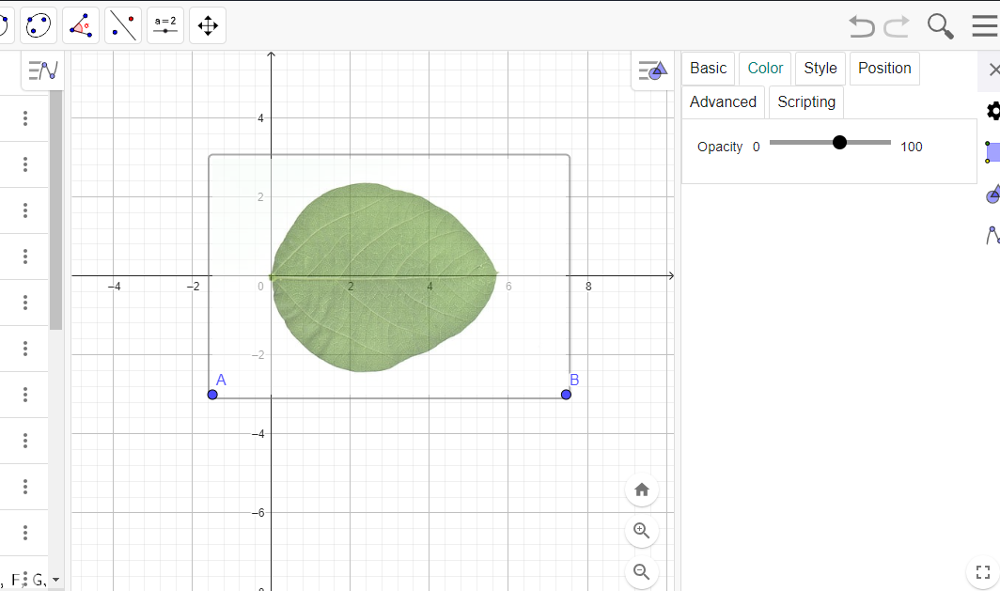 a = 2
Basic Color Style Position
Advanced Scripting
Opacity 0 100
4
2
−4 −2 0 2 4 6 8
−2
A B
−4
−6
, F, G,